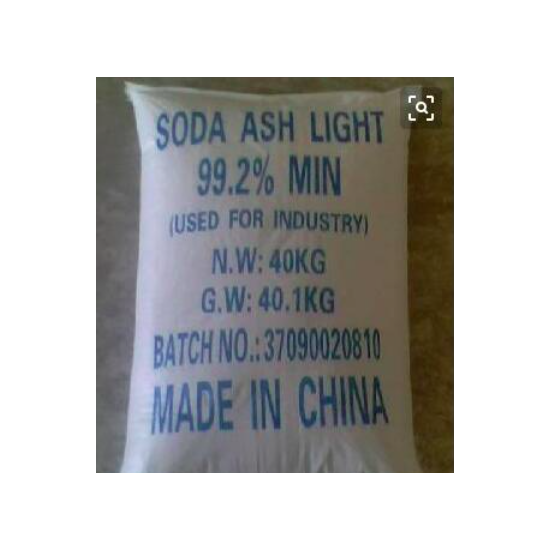 SODA ASH LIGHT
99.2% MIN
(USED FOR INDUSTRY)
N.W: 40KG
G.W: 40.1KG
BATCH NO.: 37090020810
MADE IN CHINA